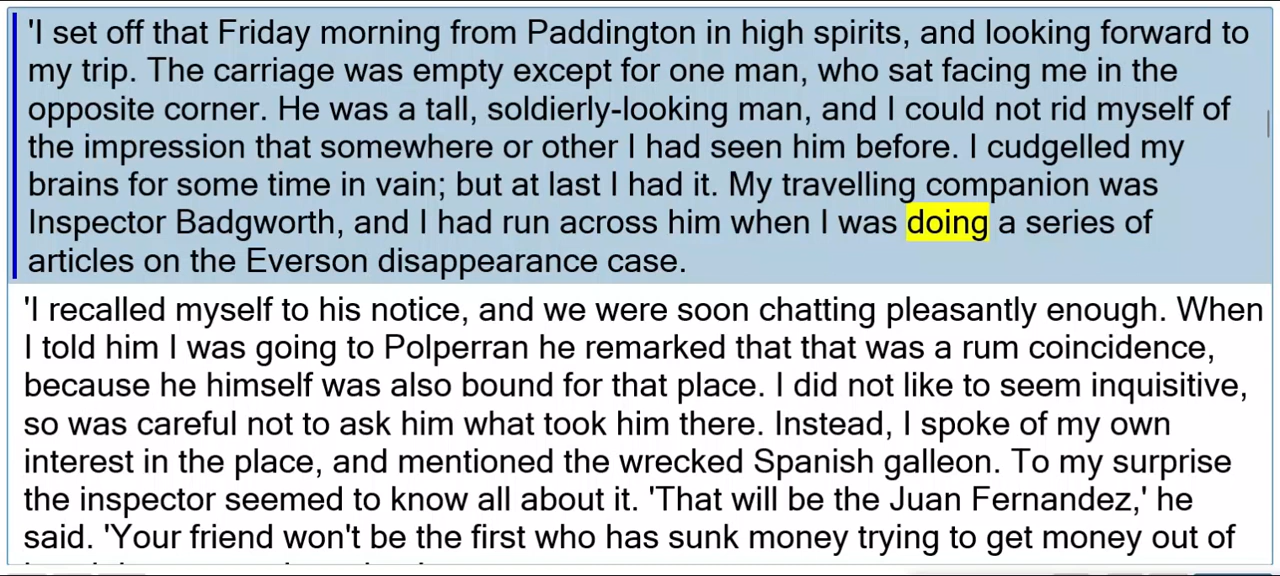 'I set off that Friday morning from Paddington in high spirits, and looking forward to
my trip. The carriage was empty except for one man, who sat facing me in the
opposite corner. He was a tall, soldierly-looking man, and I could not rid myself of
the impression that somewhere or other I had seen him before. I cudgelled my
brains for some time in vain; but at last I had it. My travelling companion was
Inspector Badgworth, and I had run across him when I was doing a series of
articles on the Everson disappearance case.
'I recalled myself to his notice, and we were soon chatting pleasantly enough. When
I told him I was going to Polperran he remarked that that was a rum coincidence,
because he himself was also bound for that place. I did not like to seem inquisitive,
so was careful not to ask him what took him there. Instead, I spoke of my own
interest in the place, and mentioned the wrecked Spanish galleon. To my surprise
the inspector seemed to know all about it. 'That will be the Juan Fernandez,' he
said. 'Your friend won't be the first who has sunk money trying to get money out of